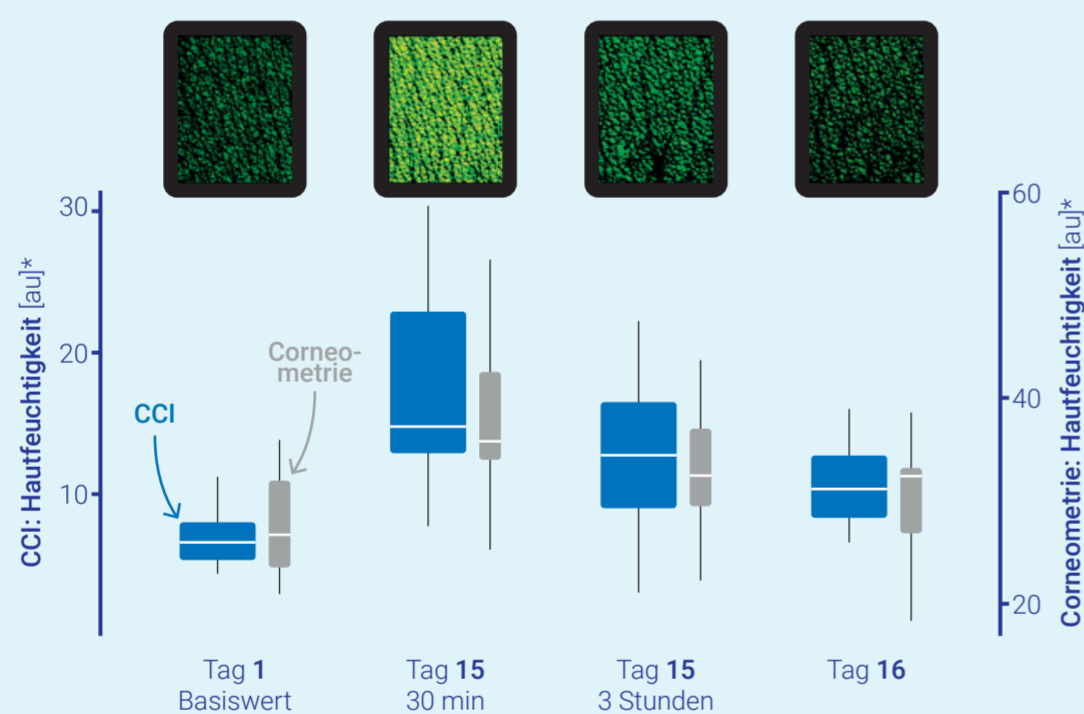 30
20
10
CCI: Hautfeuchtigkeit [au]*
CCI
Corneo-
metrie
60
40
20
Corneometrie: Hautfeuchtigkeit [au]*
Tag 1
Basiswert
Tag 15
30 min
Tag 15
3 Stunden
Tag 16